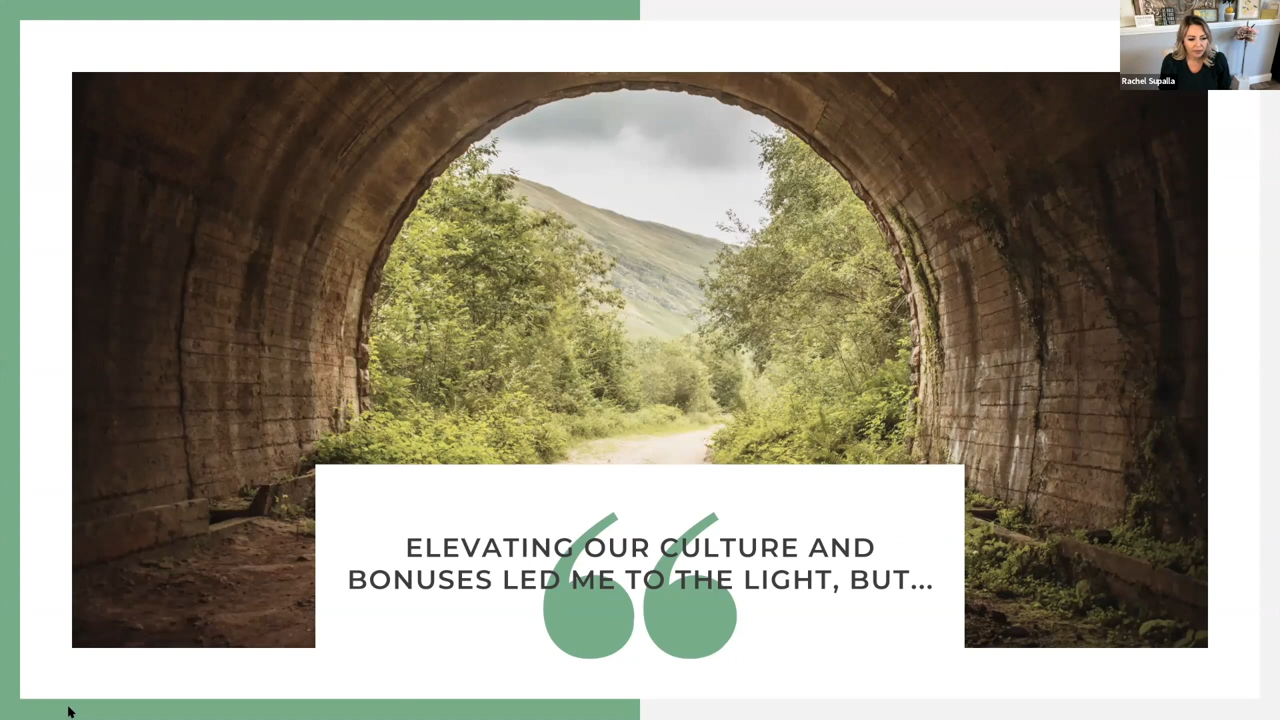 Rachel Supalla
ELEVATING OUR CULTURE AND
BONUSES LED ME TO THE LIGHT, BUT...